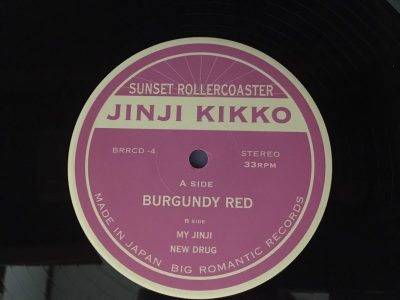 SUNSET ROLLERCOASTER
JINJI KIKKO
BRRCD -4
STEREO
33RPM
A SIDE
BURGUNDY RED
B SIDE
MY JINJI
NEW DRUG
MADE IN JAPAN BIG ROMANTIC RECORDS